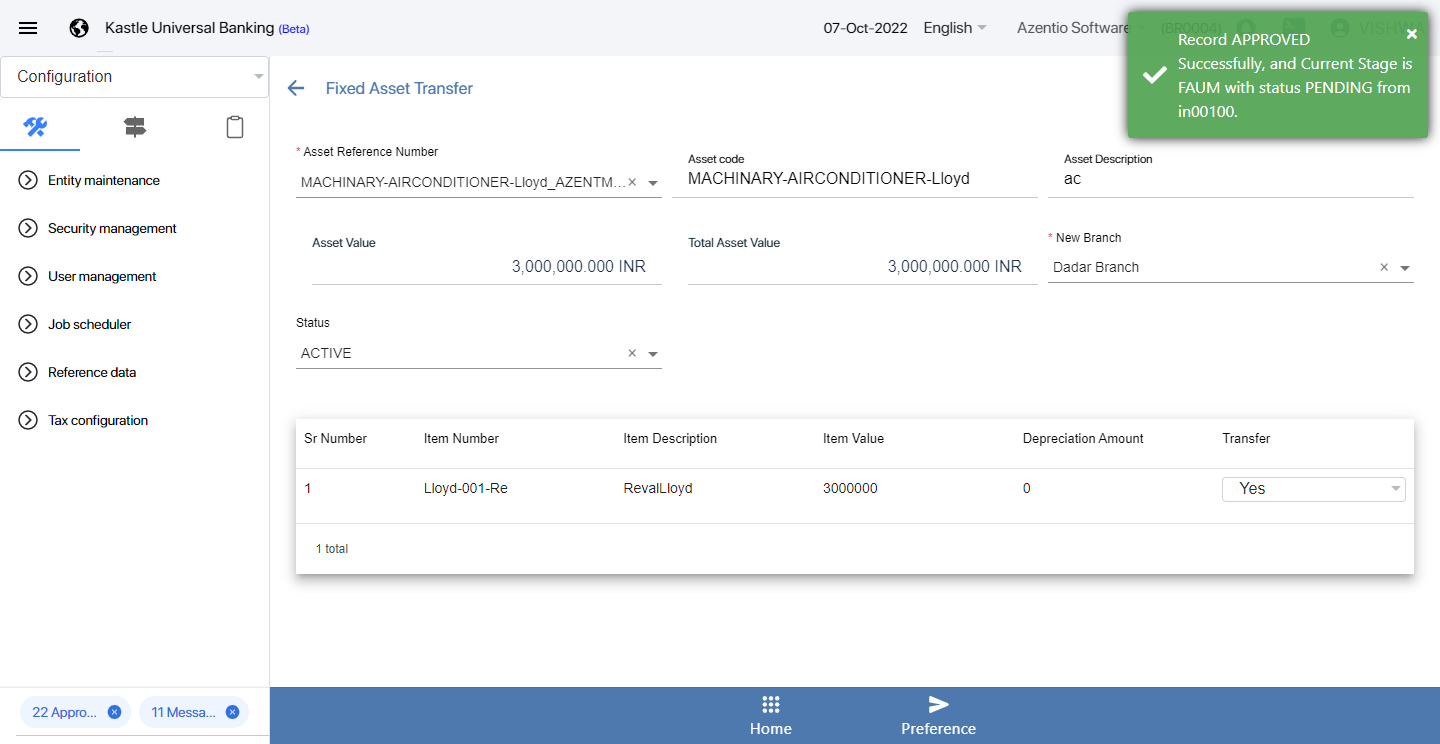 Kastle Universal Banking (Beta)
07-Oct-2022 English Azentio Software (BR0004)
Record APPROVED
Successfully, and Current Stage is
FAUM with status PENDING from
in00100.
Configuration
Entity maintenance
Security management
User management
Job scheduler
Reference data
Tax configuration
Fixed Asset Transfer
* Asset Reference Number
MACHINARY-AIRCONDITIONER-Lloyd_AZENTM...
Asset code
MACHINARY-AIRCONDITIONER-Lloyd
Asset Description
ac
Asset Value
3,000,000.000 INR
Total Asset Value
3,000,000.000 INR
* New Branch
Dadar Branch
Status
ACTIVE
Sr Number Item Number Item Description Item Value Depreciation Amount Transfer
1 Lloyd-001-Re RevalLloyd 3000000 0 Yes
1 total
22 Appro... 11 Messa...
Home
Preference